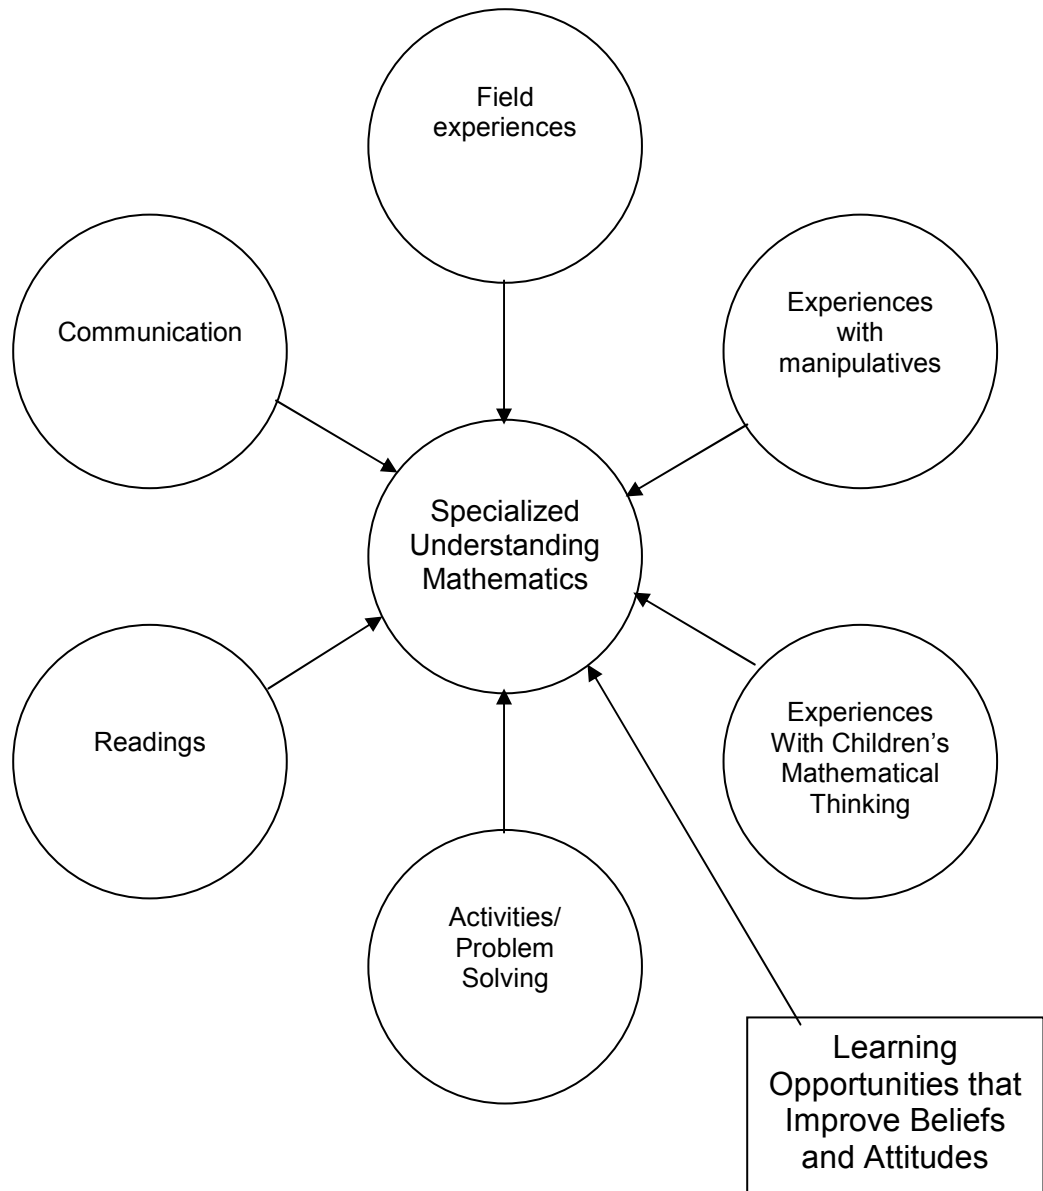 Field
experiences
Communication
Experiences
with
manipulatives
Specialized
Understanding
Mathematics
Readings
Experiences
With Children’s
Mathematical
Thinking
Activities/
Problem
Solving
Learning
Opportunities that
Improve Beliefs
and Attitudes